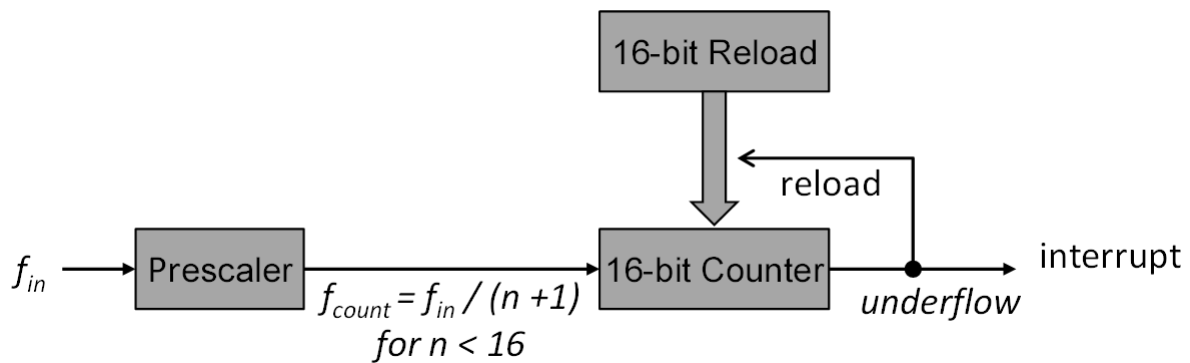 16-bit Reload
reload
f_in
Prescaler
f_count = f_in / (n +1)
for n < 16
16-bit Counter
underflow
interrupt